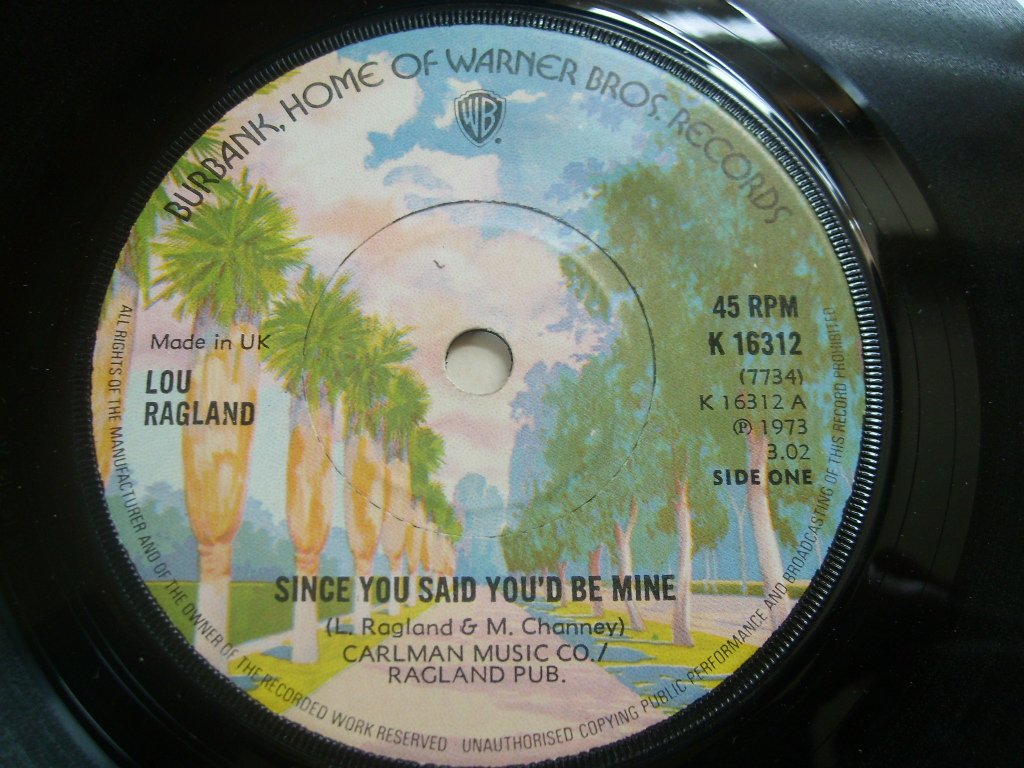 BURBANK, HOME OF WARNER BROS. RECORDS
WB
Made in UK
LOU
RAGLAND
45 RPM
K 16312
(7734)
K 16312 A
℗ 1973
3.02
SIDE ONE
SINCE YOU SAID YOU'D BE MINE
(L. Ragland & M. Channey)
CARLMAN MUSIC CO./
RAGLAND PUB.
ALL RIGHTS OF THE MANUFACTURER AND OF THE OWNER OF THE RECORDED WORK RESERVED UNAUTHORISED COPYING PUBLIC PERFORMANCE AND BROADCASTING OF THIS RECORD PROHIBITED